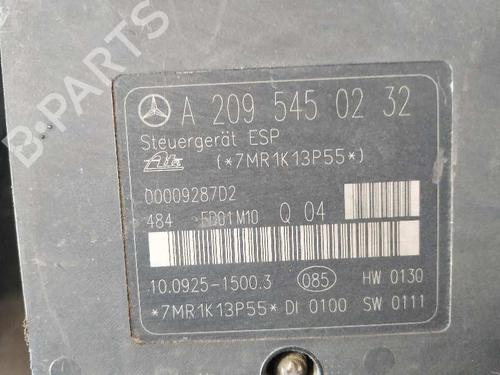 A 209 545 02 32
Steuergerät ESP
Ate (*7MR1K13P55*)
00009287D2
484 ED01M10 Q 04
10.0925-1500.3 085 HW 0130
*7MR1K13P55* DI 0100 SW 0111
B-PARTS